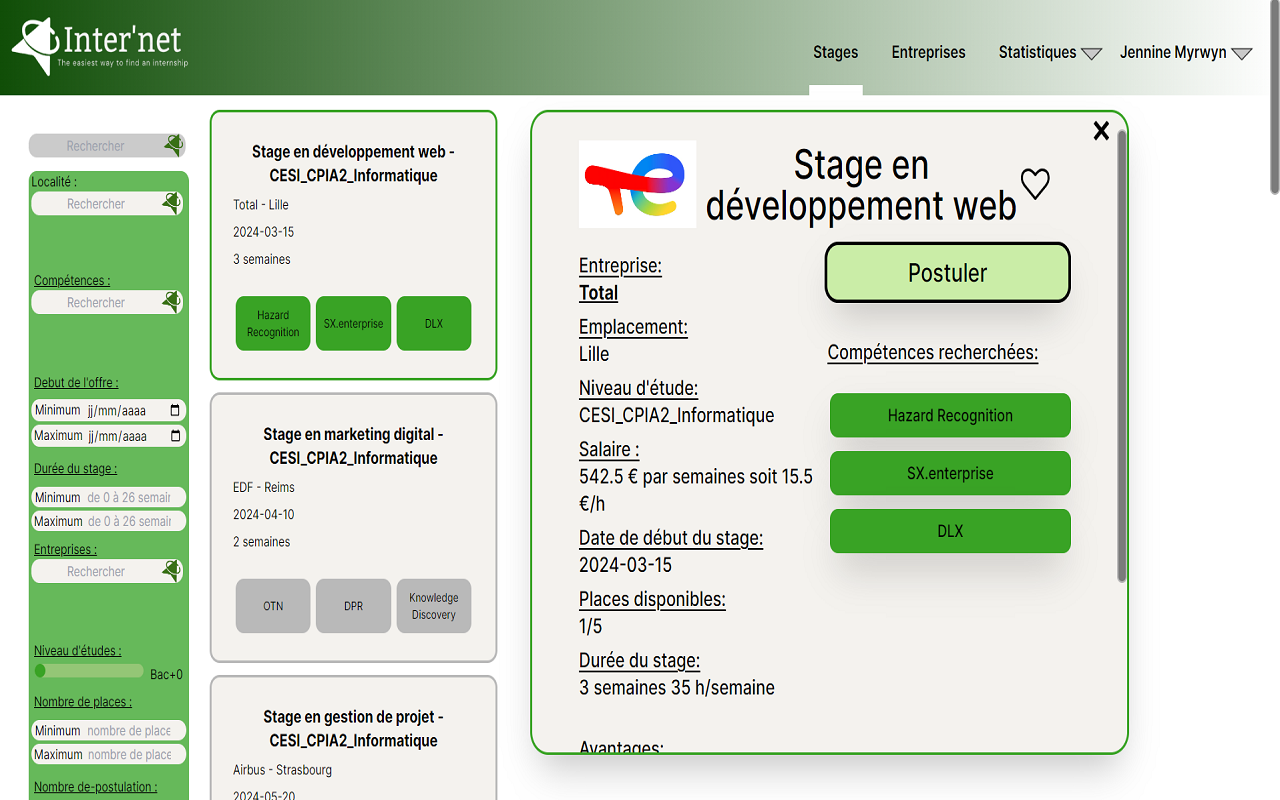 Inter'net
The easiest way to find an internship
Stages
Entreprises
Statistiques
Jennine Myrwyn
Rechercher
Localité :
Rechercher
Compétences :
Rechercher
Debut de l'offre :
Minimum jj/mm/aaaa
Maximum jj/mm/aaaa
Durée du stage :
Minimum de 0 à 26 semair
Maximum de 0 à 26 semair
Entreprises :
Rechercher
Niveau d'études :
Bac+0
Nombre de places :
Minimum nombre de place
Maximum nombre de place
Nombre de-postulation :
Stage en développement web -
CESI_CPIA2_Informatique
Total - Lille
2024-03-15
3 semaines
Hazard
Recognition
SX.enterprise
DLX
Stage en marketing digital -
CESI_CPIA2_Informatique
EDF - Reims
2024-04-10
2 semaines
OTN
DPR
Knowledge
Discovery
Stage en gestion de projet -
CESI_CPIA2_Informatique
Airbus - Strasbourg
2024-05-20
Stage en
développement web
Entreprise:
Total
Emplacement:
Lille
Niveau d'étude:
CESI_CPIA2_Informatique
Salaire :
542.5 € par semaines soit 15.5
€/h
Date de début du stage:
2024-03-15
Places disponibles:
1/5
Durée du stage:
3 semaines 35 h/semaine
Avantages:
Postuler
Compétences recherchées:
Hazard Recognition
SX.enterprise
DLX